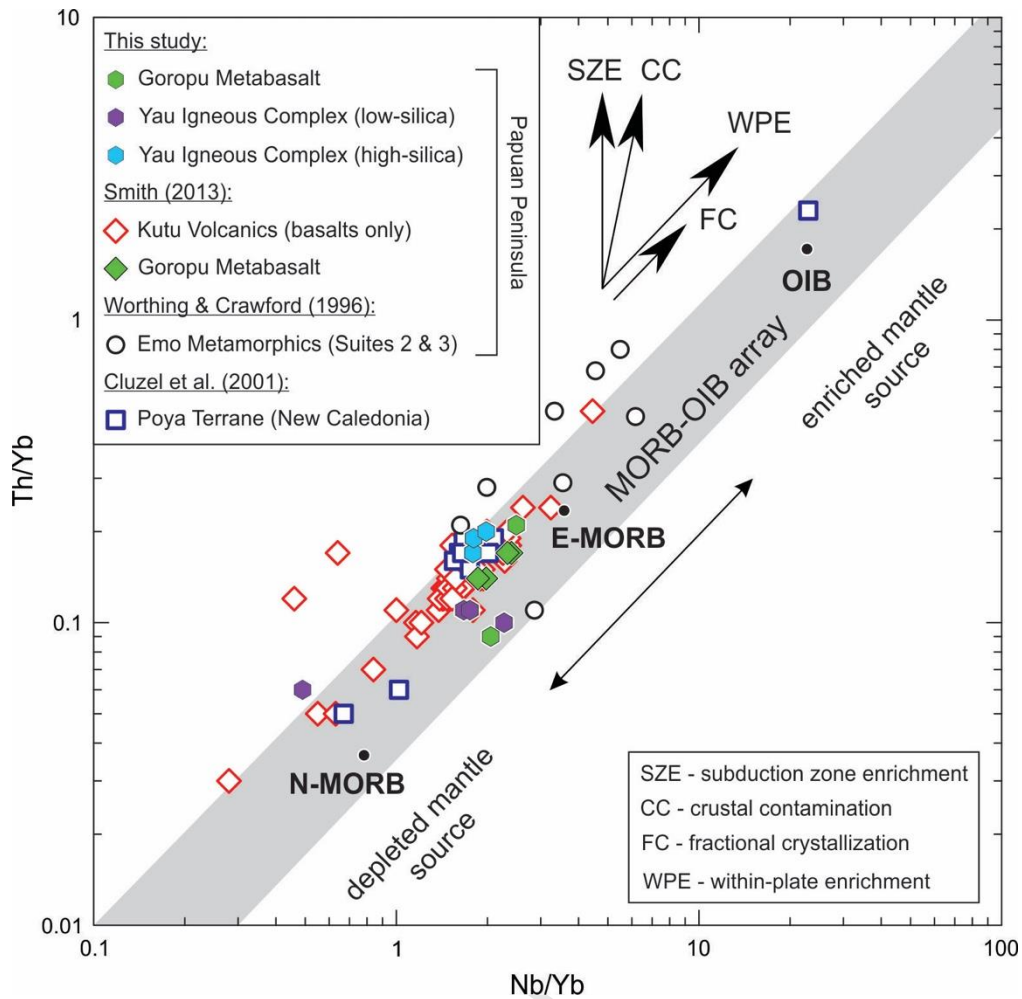 10
This study:
Goropu Metabasalt
Yau Igneous Complex (low-silica)
Yau Igneous Complex (high-silica)
Smith (2013):
Kutu Volcanics (basalts only)
Goropu Metabasalt
Worthing & Crawford (1996):
Emo Metamorphics (Suites 2 & 3)
Cluzel et al. (2001):
Poya Terrane (New Caledonia)
Papuan Peninsula
SZE
CC
WPE
FC
OIB
MORB-OIB array
enriched mantle
source
1
Th/Yb
E-MORB
0.1
N-MORB
depleted mantle
source
SZE - subduction zone enrichment
CC - crustal contamination
FC - fractional crystallization
WPE - within-plate enrichment
0.01
0.1
1
10
100
Nb/Yb